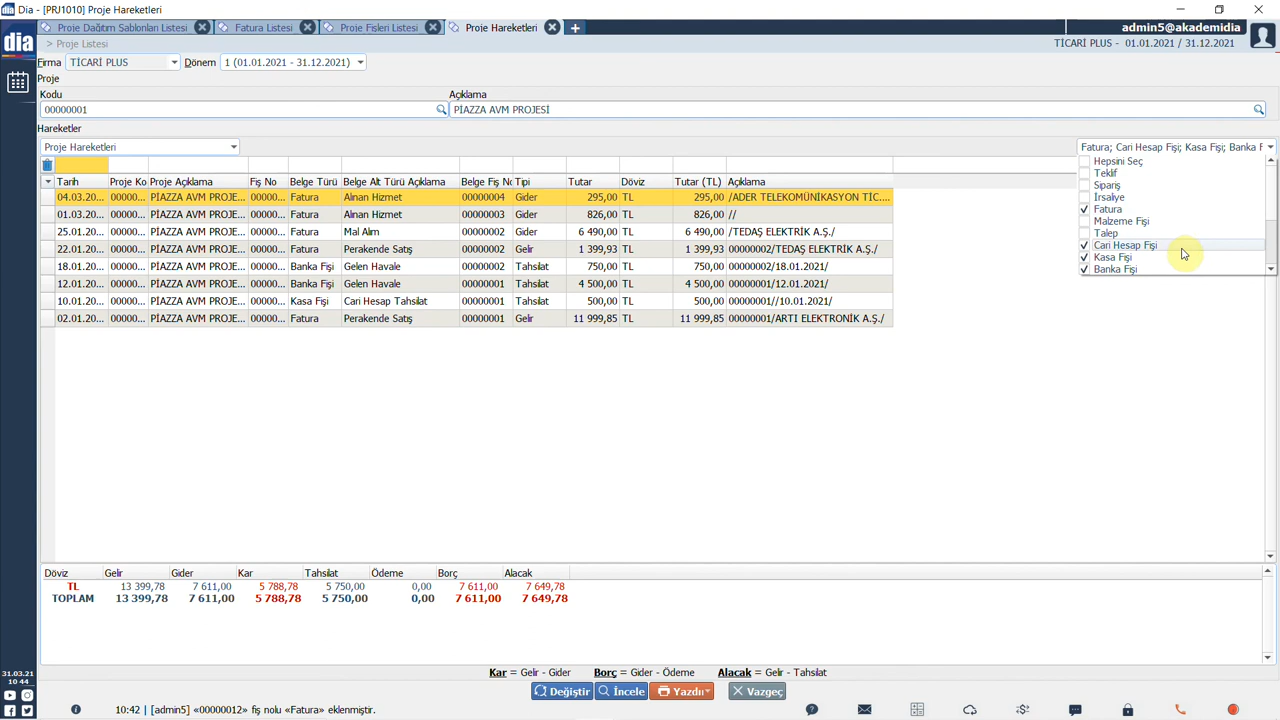 Dia - [PRJ1010] Proje Hareketleri
dia
Proje Dağıtım Şablonları Listesi
Fatura Listesi
Proje Fişleri Listesi
Proje Hareketleri
admin5@akademidia
> Proje Listesi
TİCARİ PLUS - 01.01.2021 / 31.12.2021
Firma TİCARİ PLUS Dönem 1 (01.01.2021 - 31.12.2021)
Proje
Kodu Açıklama
00000001 PİAZZA AVM PROJESİ
Hareketler
Proje Hareketleri Fatura; Cari Hesap Fişi; Kasa Fişi; Banka F
Hepsini Seç
Teklif
Sipariş
İrsaliye
Fatura
Malzeme Fişi
Talep
Cari Hesap Fişi
Kasa Fişi
Banka Fişi
Tarih Proje Ko Proje Açıklama Fiş No Belge Türü Belge Alt Türü Açıklama Belge Fiş No Tipi Tutar Döviz Tutar (TL) Açıklama
04.03.20... 00000... PİAZZA AVM PROJE... 00000... Fatura Alınan Hizmet 00000004 Gider 295,00 TL 295,00 /ADER TELEKOMÜNİKASYON TİC....
01.03.20... 00000... PİAZZA AVM PROJE... 00000... Fatura Alınan Hizmet 00000003 Gider 826,00 TL 826,00 //
25.01.20... 00000... PİAZZA AVM PROJE... 00000... Fatura Mal Alım 00000002 Gider 6 490,00 TL 6 490,00 /TEDAŞ ELEKTRİK A.Ş./
22.01.20... 00000... PİAZZA AVM PROJE... 00000... Fatura Perakende Satış 00000002 Gelir 1 399,93 TL 1 399,93 00000002/TEDAŞ ELEKTRİK A.Ş./
18.01.20... 00000... PİAZZA AVM PROJE... 00000... Banka Fişi Gelen Havale 00000002 Tahsilat 750,00 TL 750,00 00000002/18.01.2021/
12.01.20... 00000... PİAZZA AVM PROJE... 00000... Banka Fişi Gelen Havale 00000001 Tahsilat 4 500,00 TL 4 500,00 00000001/12.01.2021/
10.01.20... 00000... PİAZZA AVM PROJE... 00000... Kasa Fişi Cari Hesap Tahsilat 00000001 Tahsilat 500,00 TL 500,00 00000001//10.01.2021/
02.01.20... 00000... PİAZZA AVM PROJE... 00000... Fatura Perakende Satış 00000001 Gelir 11 999,85 TL 11 999,85 00000001/ARTI ELEKTRONİK A.Ş./
Döviz Gelir Gider Kar Tahsilat Ödeme Borç Alacak
TL 13 399,78 7 611,00 5 788,78 5 750,00 0,00 7 611,00 7 649,78
TOPLAM 13 399,78 7 611,00 5 788,78 5 750,00 0,00 7 611,00 7 649,78
Kar = Gelir - Gider Borç = Gider - Ödeme Alacak = Gelir - Tahsilat
Değiştir İncele Yazdır Vazgeç
31.03.21
10 44
10:42 | [admin5] «00000012» fiş nolu «Fatura» eklenmiştir.